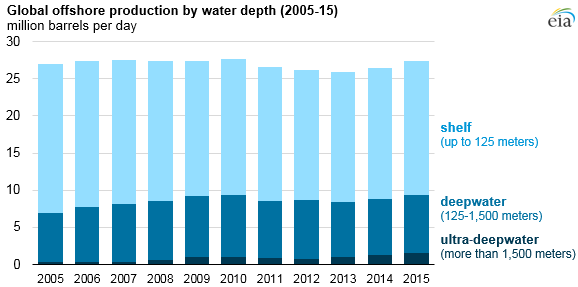 Global offshore production by water depth (2005-15)
million barrels per day
eia
30
25
20
15
10
5
0
shelf
(up to 125 meters)
deepwater
(125-1,500 meters)
ultra-deepwater
(more than 1,500 meters)
2005 2006 2007 2008 2009 2010 2011 2012 2013 2014 2015